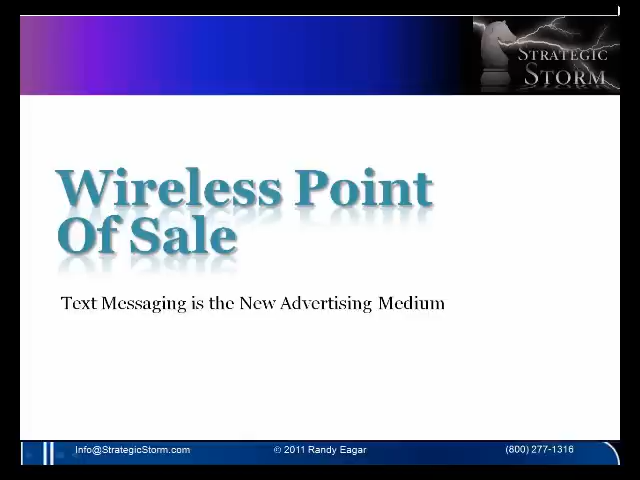 STRATEGIC
STORM
Wireless Point
Of Sale
Text Messaging is the New Advertising Medium
Info@StrategicStorm.com
© 2011 Randy Eagar
(800) 277-1316